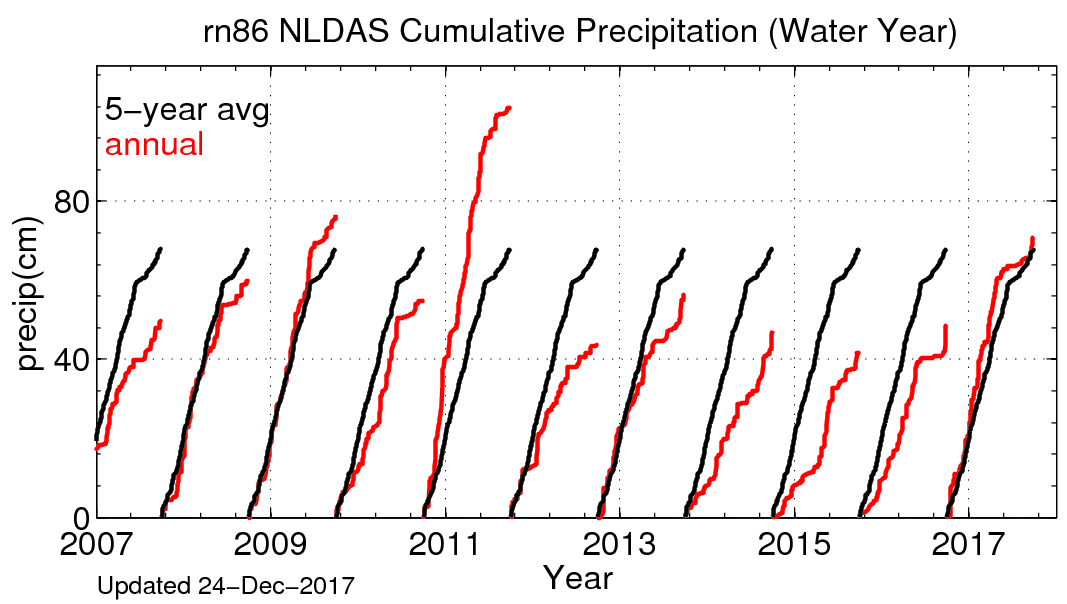 rn86 NLDAS Cumulative Precipitation (Water Year)
5−year avg
annual
precip(cm)
80
40
0
2007 2009 2011 2013 2015 2017
Year
Updated 24−Dec−2017